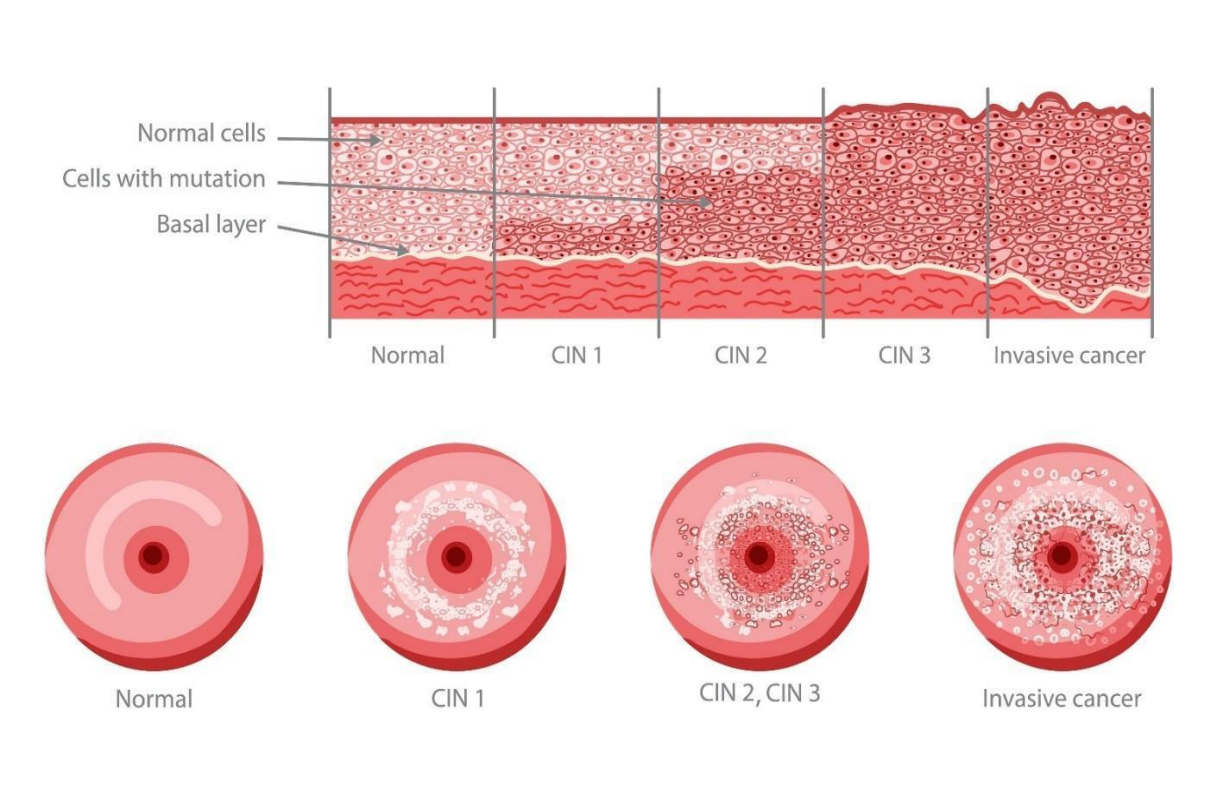 Normal cells
Cells with mutation
Basal layer
Normal
CIN 1
CIN 2
CIN 3
Invasive cancer
Normal
CIN 1
CIN 2, CIN 3
Invasive cancer